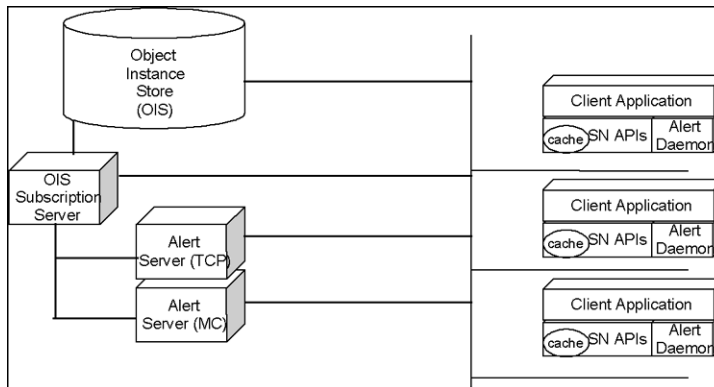 Object
Instance
Store
(OIS)
OIS
Subscription
Server
Alert
Server (TCP)
Alert
Server (MC)
Client Application
cache SN APIs Alert
Daemon
Client Application
cache SN APIs Alert
Daemon
Client Application
cache SN APIs Alert
Daemon